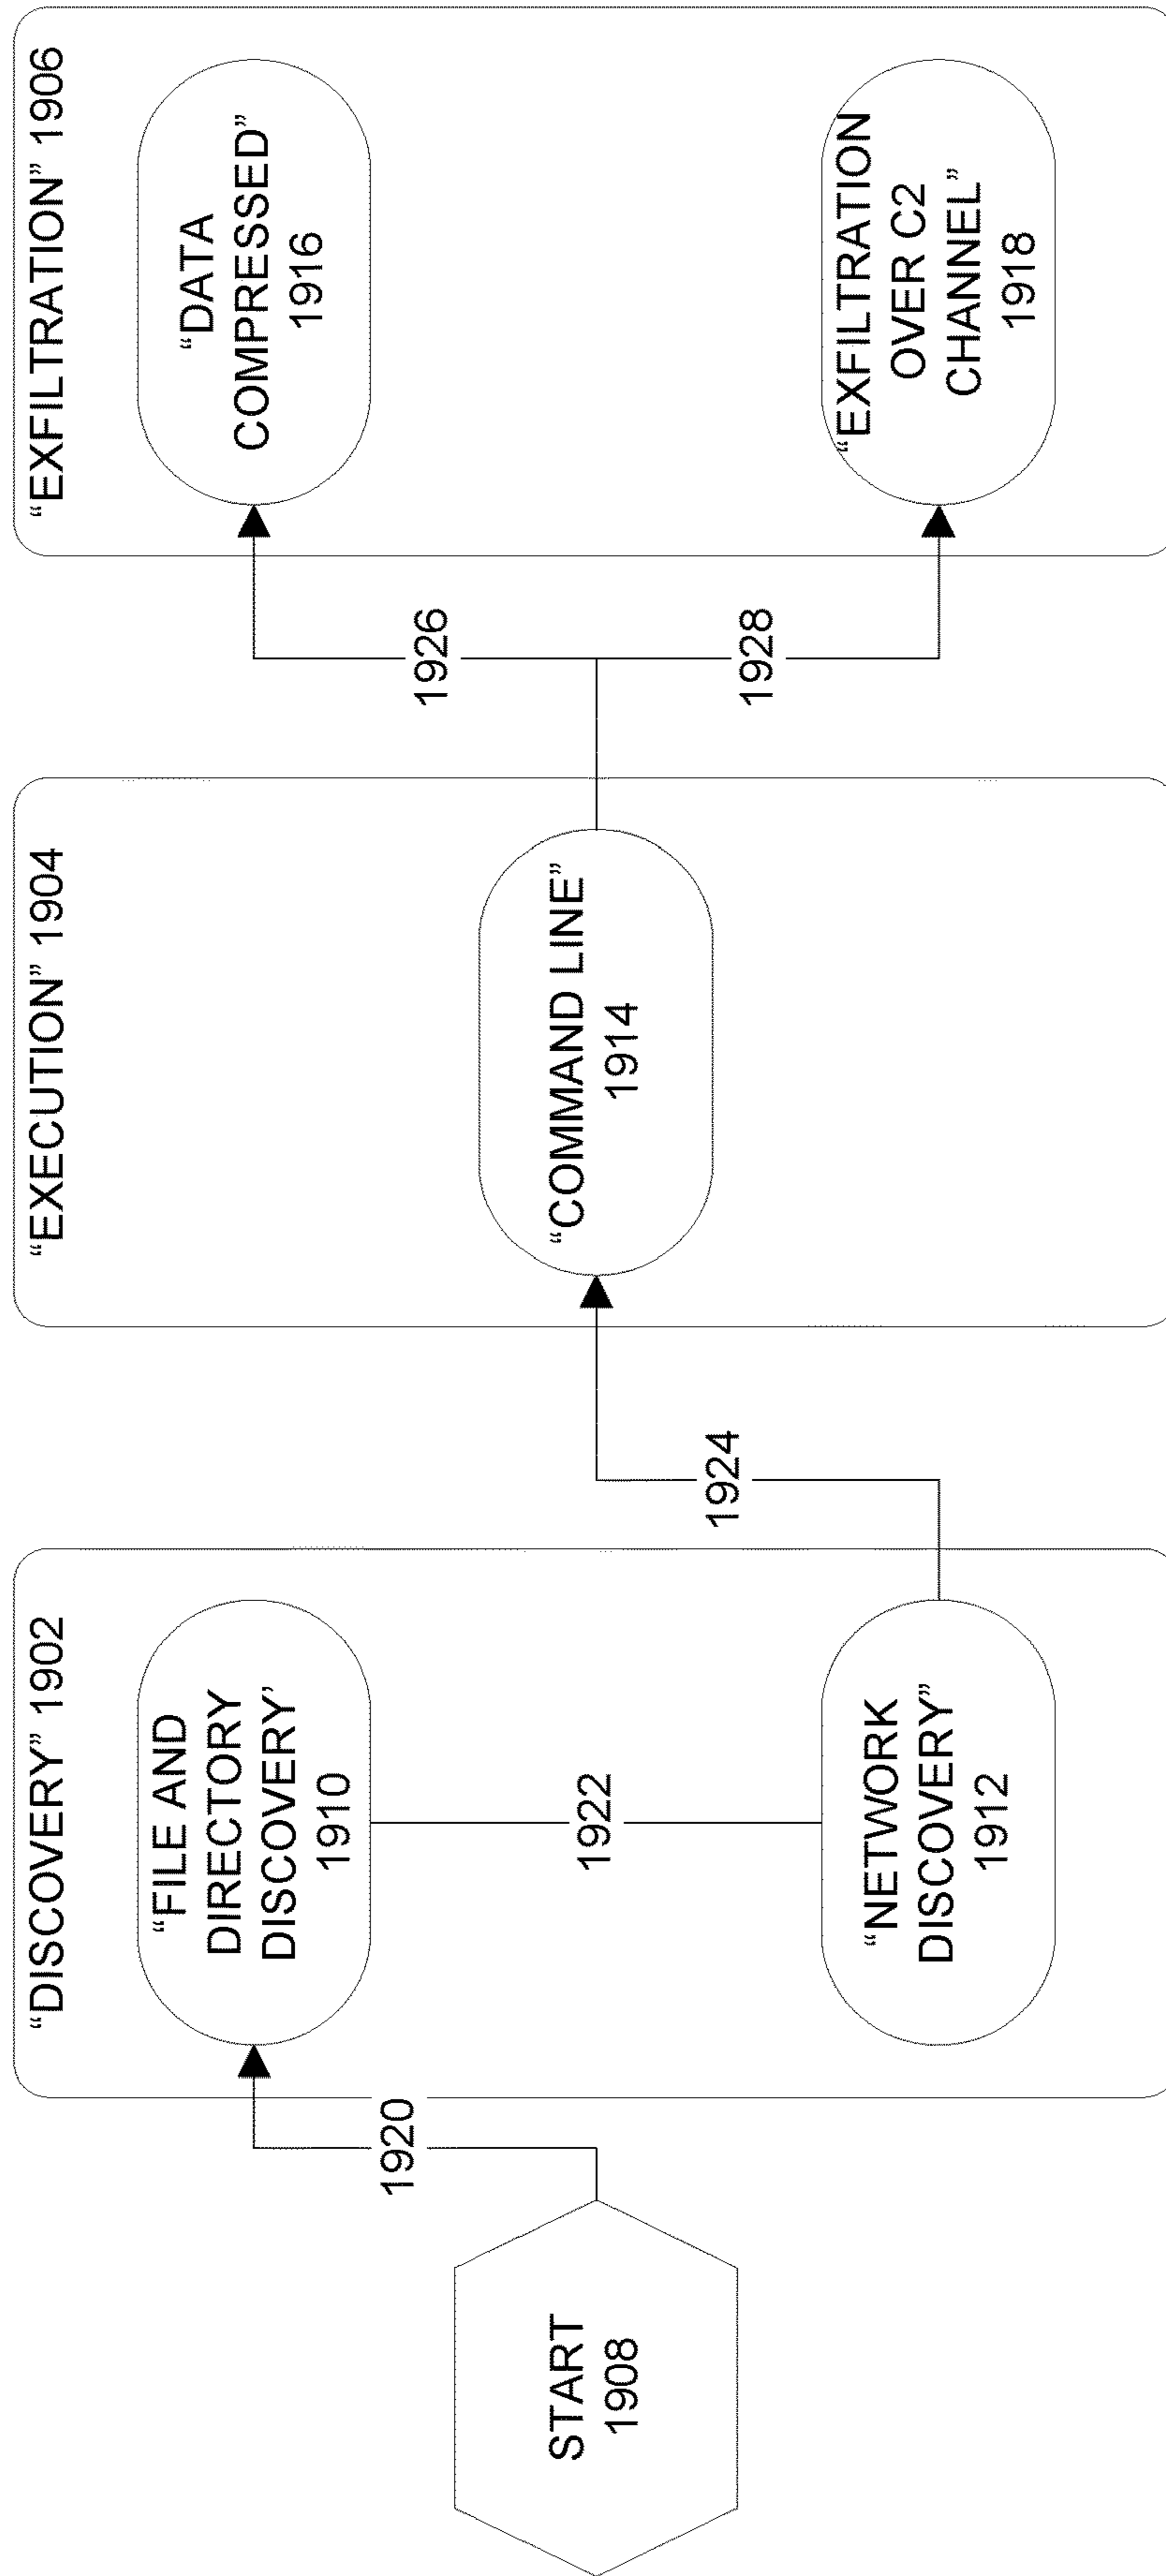 START
1908
1920
“DISCOVERY” 1902
“FILE AND
DIRECTORY
DISCOVERY’
1910
1922
“NETWORK
DISCOVERY”
1912
1924
“EXECUTION” 1904
“COMMAND LINE”
1914
1926
1928
“EXFILTRATION” 1906
“DATA
COMPRESSED”
1916
“EXFILTRATION
OVER C2
CHANNEL”
1918